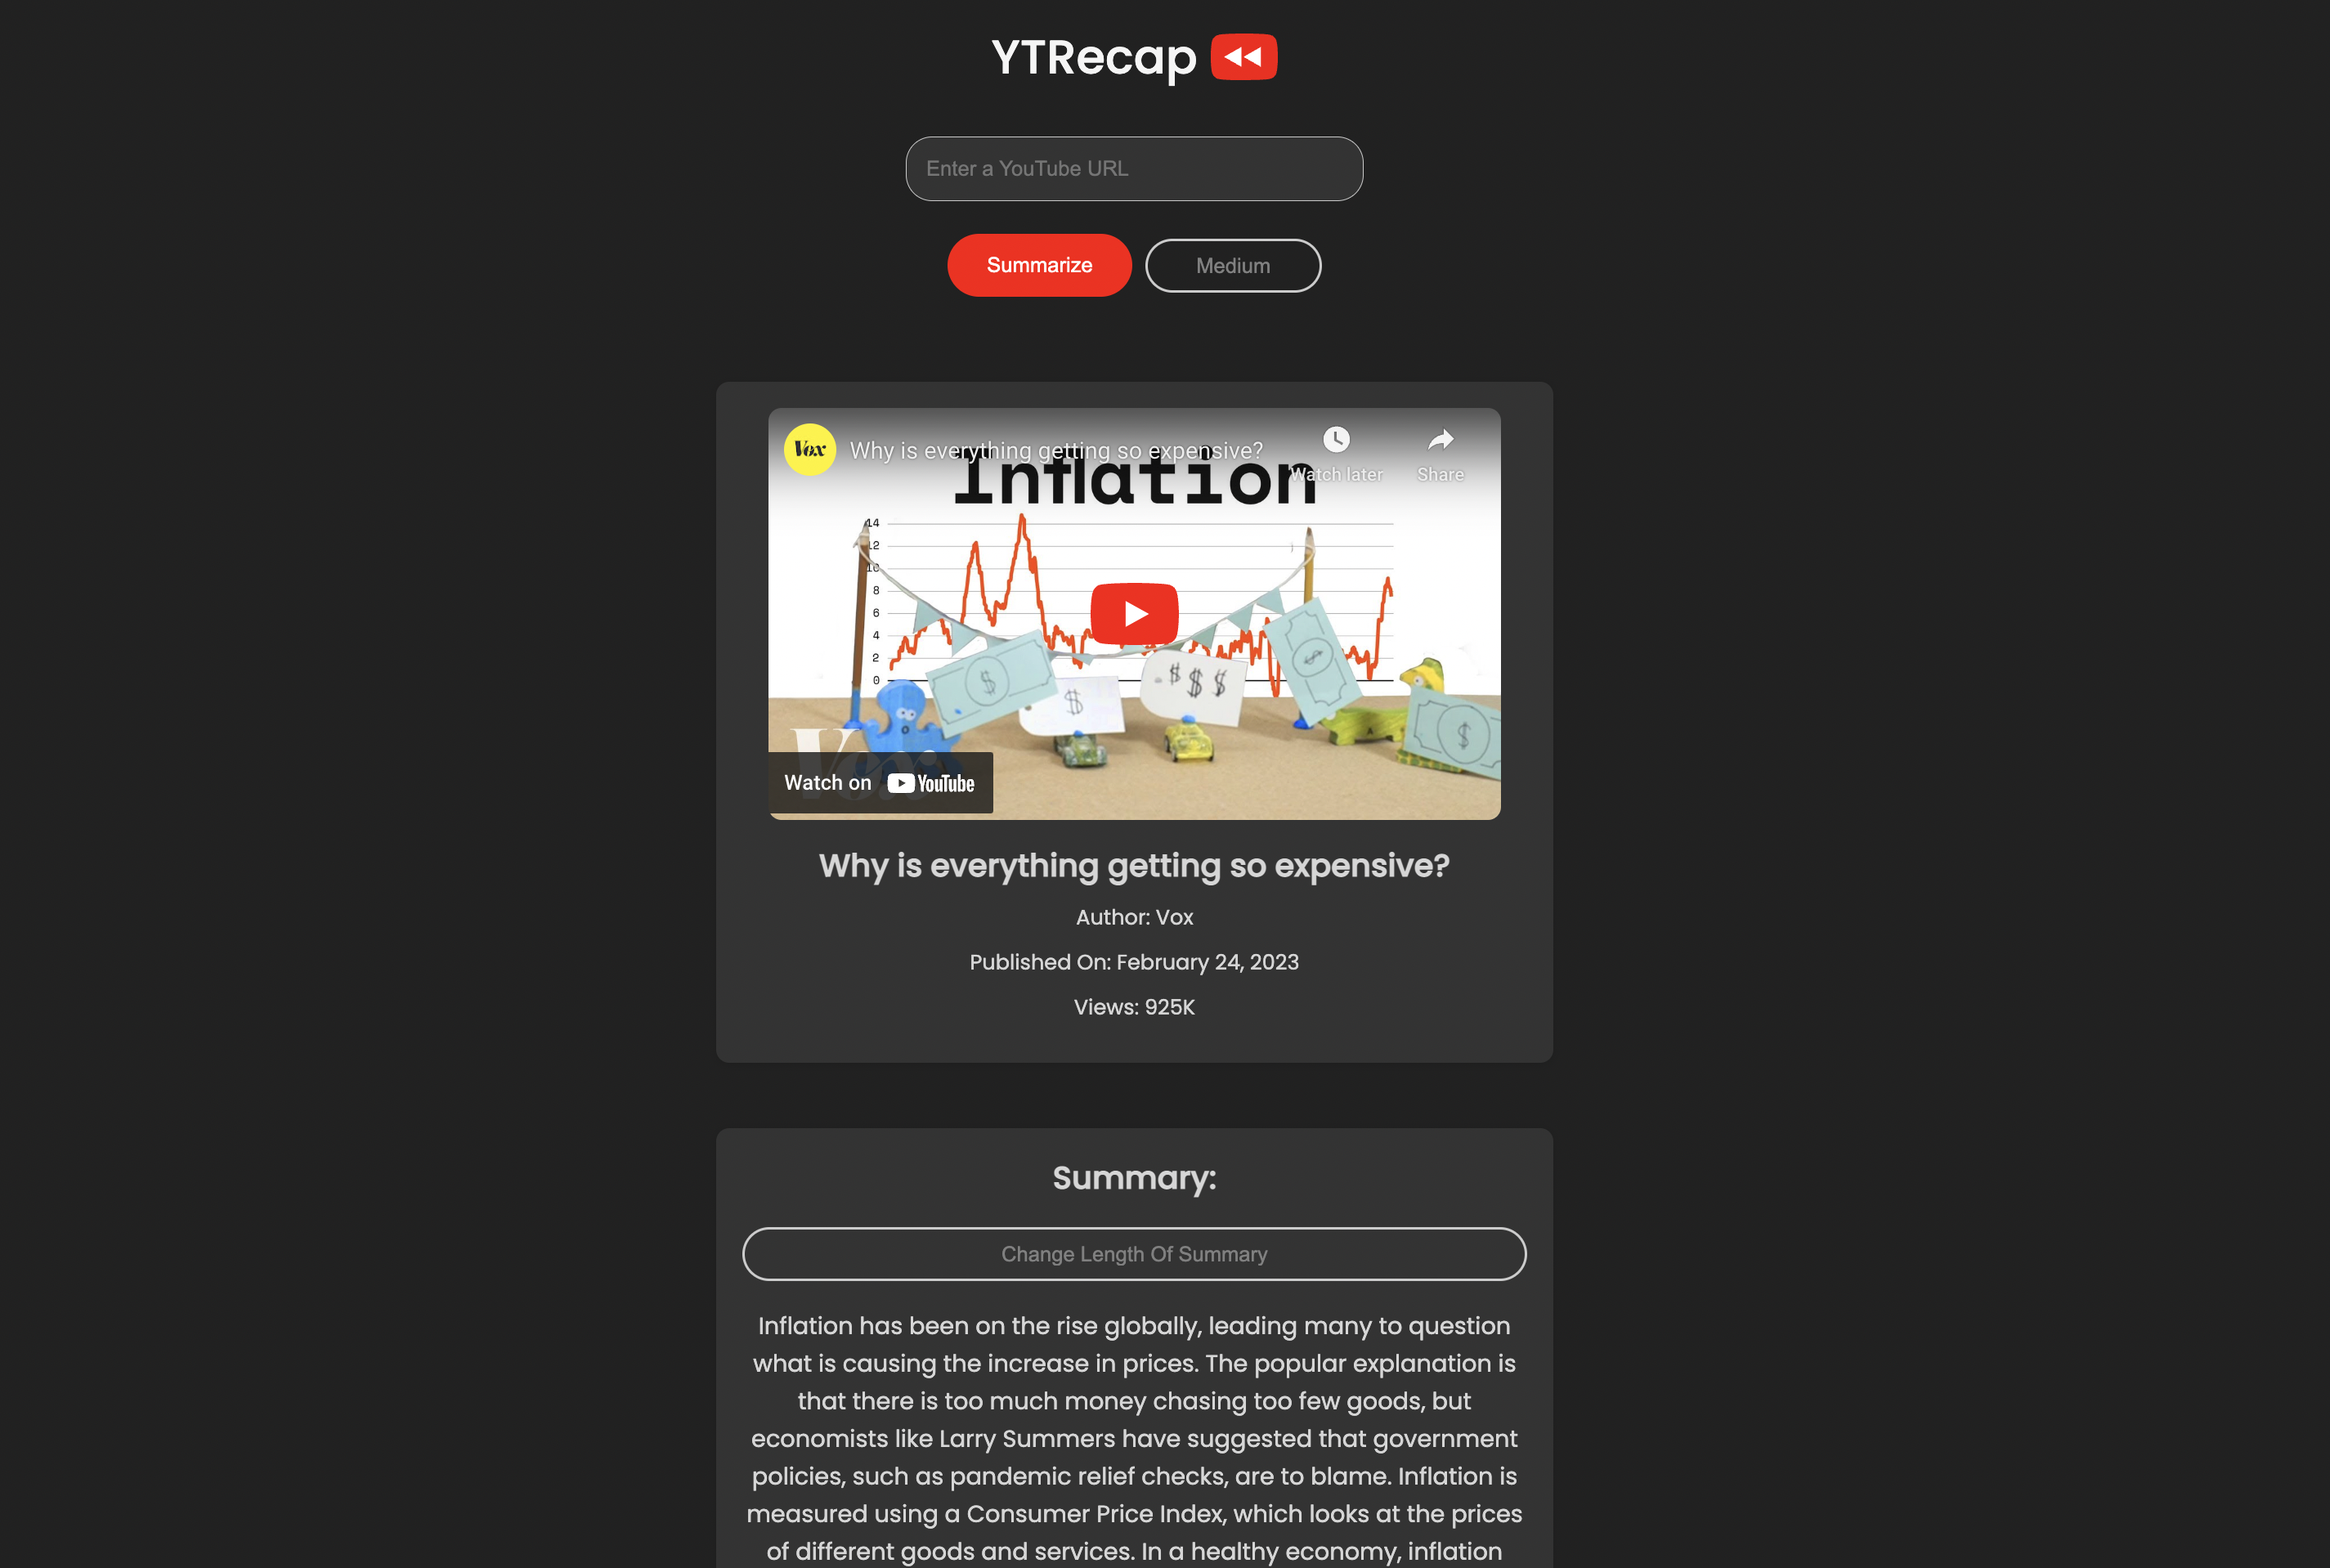 YTRecap
Enter a YouTube URL
Summarize
Medium
Vox
Why is everything getting so expensive?
Watch later
Share
Inflation
14
12
10
8
6
4
2
0
$
$
$ $ $
$
$
Vox
Watch on YouTube
Why is everything getting so expensive?
Author: Vox
Published On: February 24, 2023
Views: 925K
Summary:
Change Length Of Summary
Inflation has been on the rise globally, leading many to question
what is causing the increase in prices. The popular explanation is
that there is too much money chasing too few goods, but
economists like Larry Summers have suggested that government
policies, such as pandemic relief checks, are to blame. Inflation is
measured using a Consumer Price Index, which looks at the prices
of different goods and services. In a healthy economy, inflation